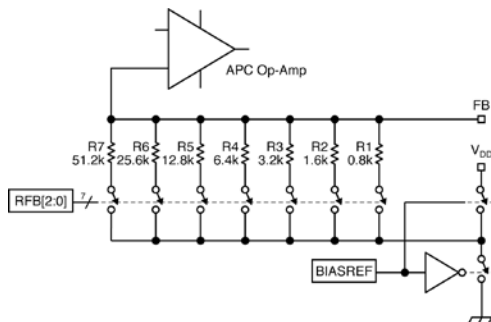 APC Op-Amp
FB
R7 R6 R5 R4 R3 R2 R1
51.2k 25.6k 12.8k 6.4k 3.2k 1.6k 0.8k
VDD
RFB[2:0] 7
BIASREF